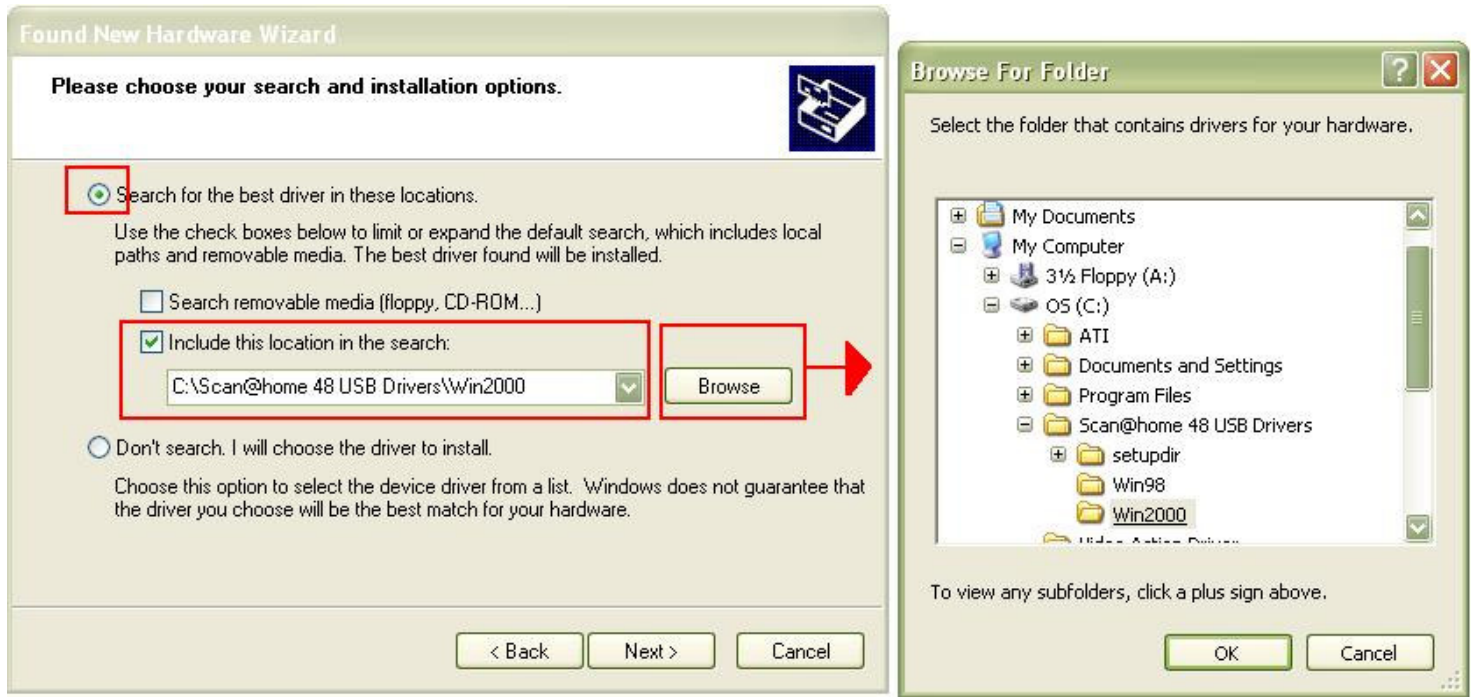 Found New Hardware Wizard
Please choose your search and installation options.
Search for the best driver in these locations.
Use the check boxes below to limit or expand the default search, which includes local
paths and removable media. The best driver found will be installed.
Search removable media (floppy, CD-ROM...)
Include this location in the search:
C:\Scan@home 48 USB Drivers\Win2000
Browse
Don't search. I will choose the driver to install.
Choose this option to select the device driver from a list. Windows does not guarantee that
the driver you choose will be the best match for your hardware.
< Back
Next >
Cancel
Browse For Folder
Select the folder that contains drivers for your hardware.
My Documents
My Computer
3½ Floppy (A:)
OS (C:)
ATI
Documents and Settings
Program Files
Scan@home 48 USB Drivers
setupdir
Win98
Win2000
Video Action Driver
To view any subfolders, click a plus sign above.
OK
Cancel